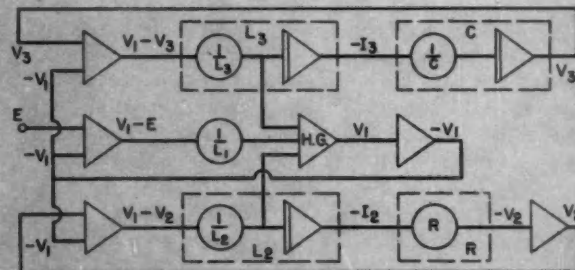 V₃ V₁-V₃ 1/L₃ L₃ -I₃ 1/C C V₃
-V₁
E V₁-E 1/L₁ H.G. V₁ -V₁
-V₁
V₁-V₂ 1/L₂ L₂ -I₂ R R -V₂
-V₁